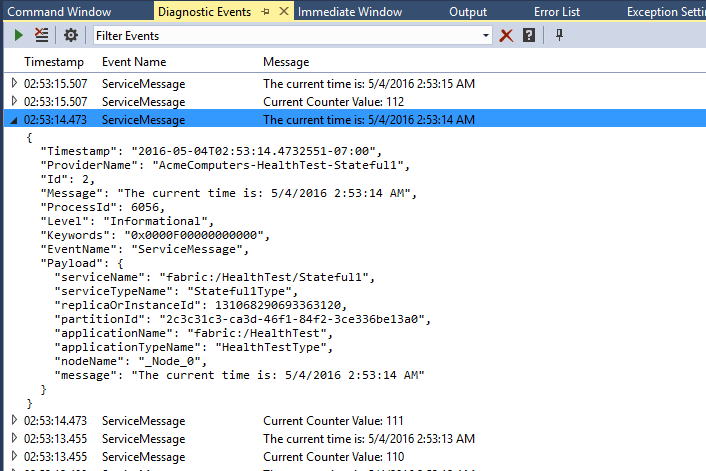 Command Window Diagnostic Events Immediate Window Output Error List Exception Setti
Filter Events
Timestamp Event Name Message
02:53:15.507 ServiceMessage The current time is: 5/4/2016 2:53:15 AM
02:53:15.507 ServiceMessage Current Counter Value: 112
02:53:14.473 ServiceMessage The current time is: 5/4/2016 2:53:14 AM
{
"Timestamp": "2016-05-04T02:53:14.4732551-07:00",
"ProviderName": "AcmeComputers-HealthTest-Stateful1",
"Id": 2,
"Message": "The current time is: 5/4/2016 2:53:14 AM",
"ProcessId": 6056,
"Level": "Informational",
"Keywords": "0x0000F00000000000",
"EventName": "ServiceMessage",
"Payload": {
"serviceName": "fabric:/HealthTest/Stateful1",
"serviceTypeName": "Stateful1Type",
"replicaOrInstanceId": 131068290693363120,
"partitionId": "2c3c31c3-ca3d-46f1-84f2-3ce336be13a0",
"applicationName": "fabric:/HealthTest",
"applicationTypeName": "HealthTestType",
"nodeName": "_Node_0",
"message": "The current time is: 5/4/2016 2:53:14 AM"
}
}
02:53:14.473 ServiceMessage Current Counter Value: 111
02:53:13.455 ServiceMessage The current time is: 5/4/2016 2:53:13 AM
02:53:13.455 ServiceMessage Current Counter Value: 110